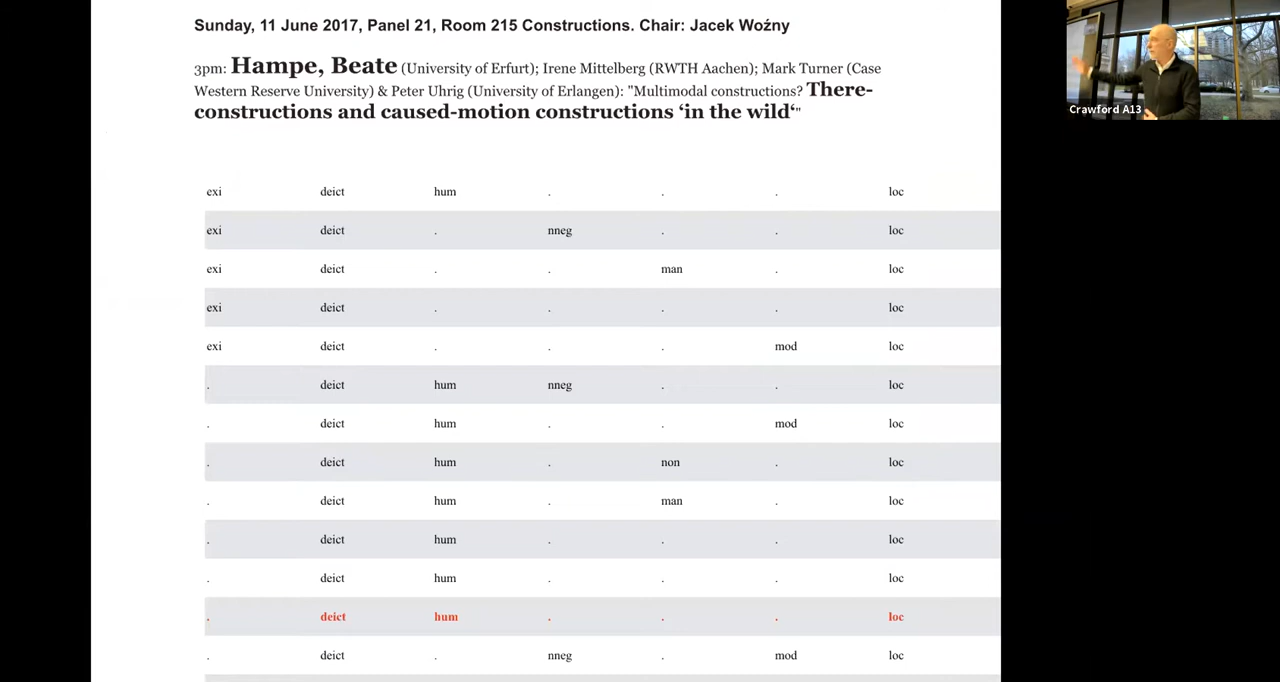 Sunday, 11 June 2017, Panel 21, Room 215 Constructions. Chair: Jacek Woźny
3pm: Hampe, Beate (University of Erfurt); Irene Mittelberg (RWTH Aachen); Mark Turner (Case
Western Reserve University) & Peter Uhrig (University of Erlangen): "Multimodal constructions? There-
constructions and caused-motion constructions ‘in the wild‘"
Crawford A13
exi deict hum . . . loc
exi deict . nneg . . loc
exi deict . . man . loc
exi deict . . . . loc
exi deict . . . mod loc
. deict hum nneg . . loc
. deict hum . . mod loc
. deict hum . non . loc
. deict hum . man . loc
. deict hum . . . loc
. deict hum . . . loc
. deict hum . . . loc
. deict . nneg . mod loc